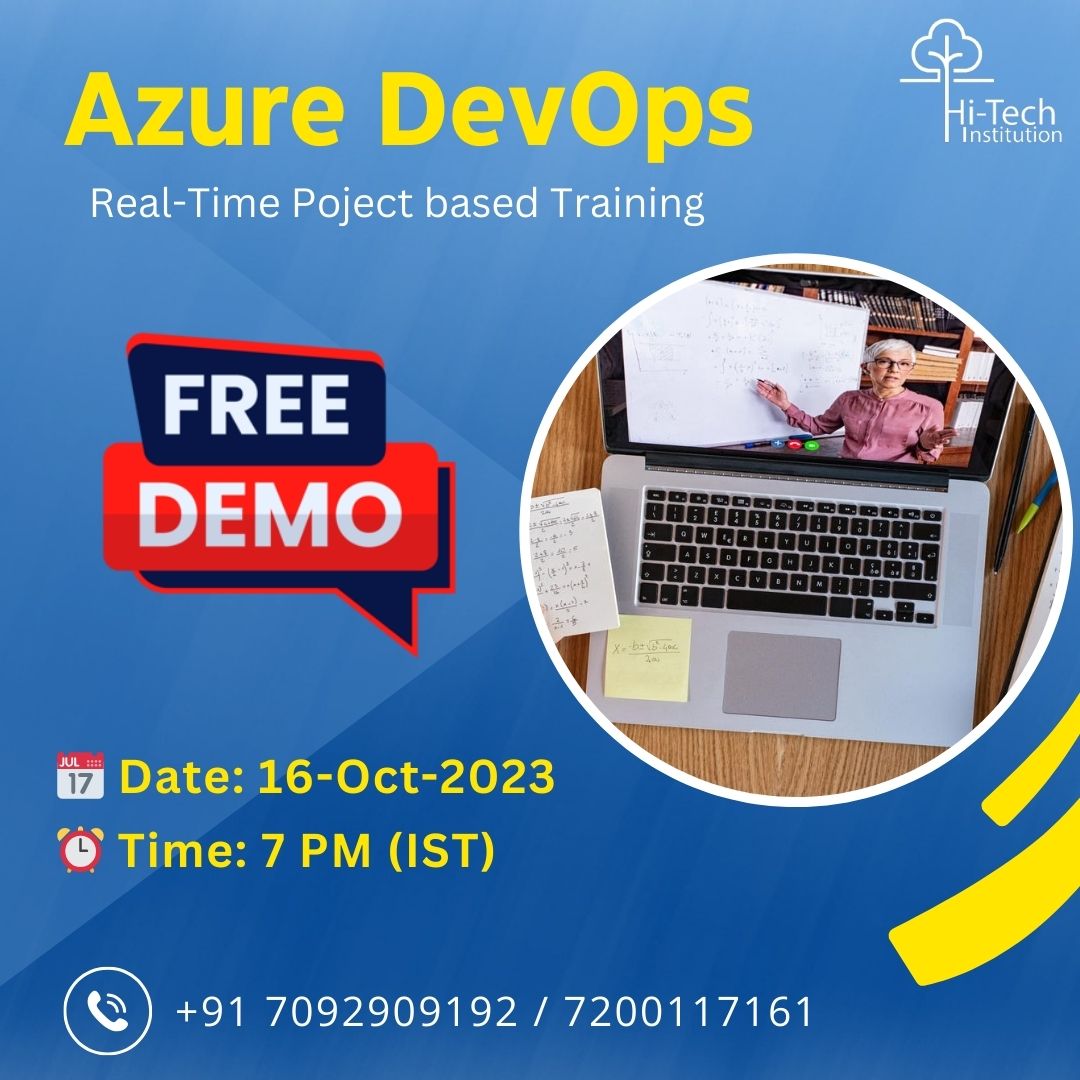 Azure DevOps
Hi-Tech
Institution
Real-Time Poject based Training
FREE
DEMO
JUL
17
Date: 16-Oct-2023
Time: 7 PM (IST)
+91 7092909192 / 7200117161